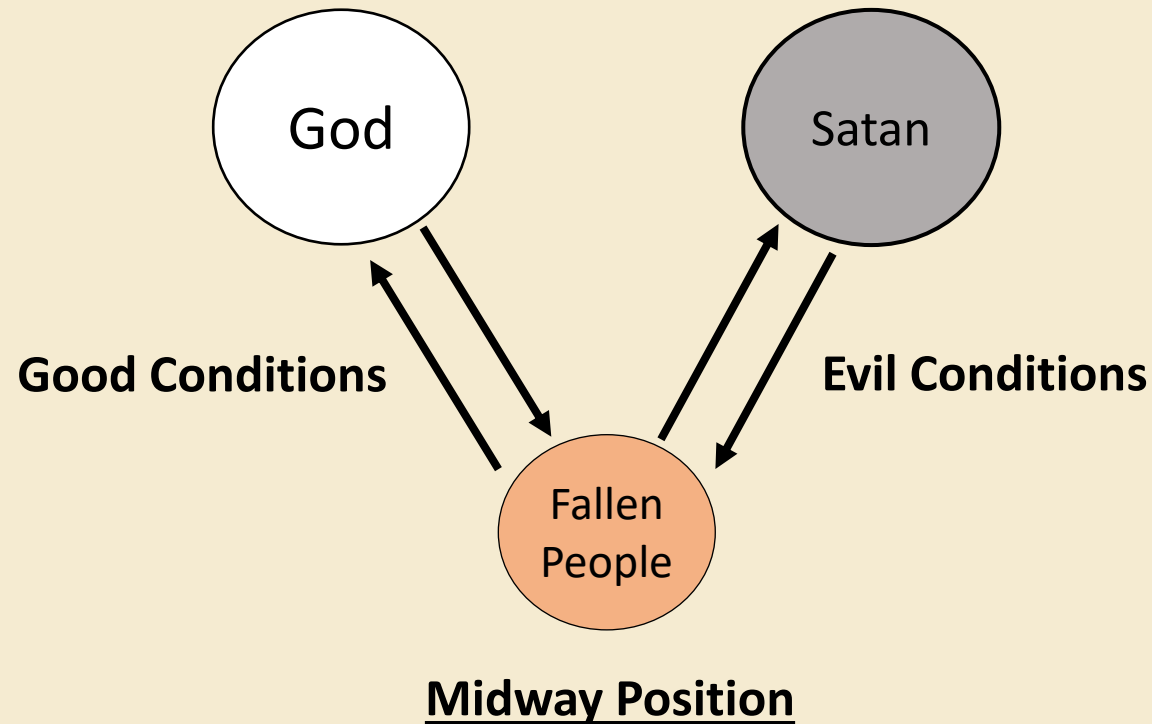 God
Satan
Good Conditions
Evil Conditions
Fallen
People
Midway Position